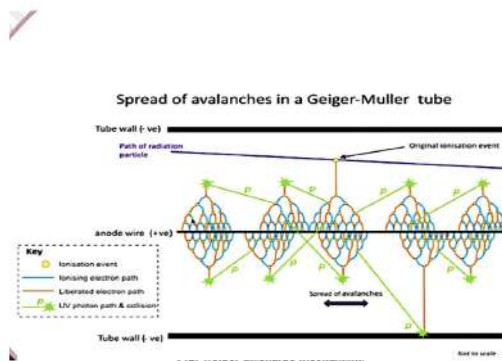 Spread of avalanches in a Geiger-Muller tube
Tube wall (- ve)
Original ionisation event
Path of radiation
particle
P
P
P
P
anode wire (+ve)
Key
Ionisation event
Ionising electron path
Liberated electron path
P
UV photon path & collision
P
P
P
P
Spread of avalanches
P
Tube wall (- ve)
Not to scale